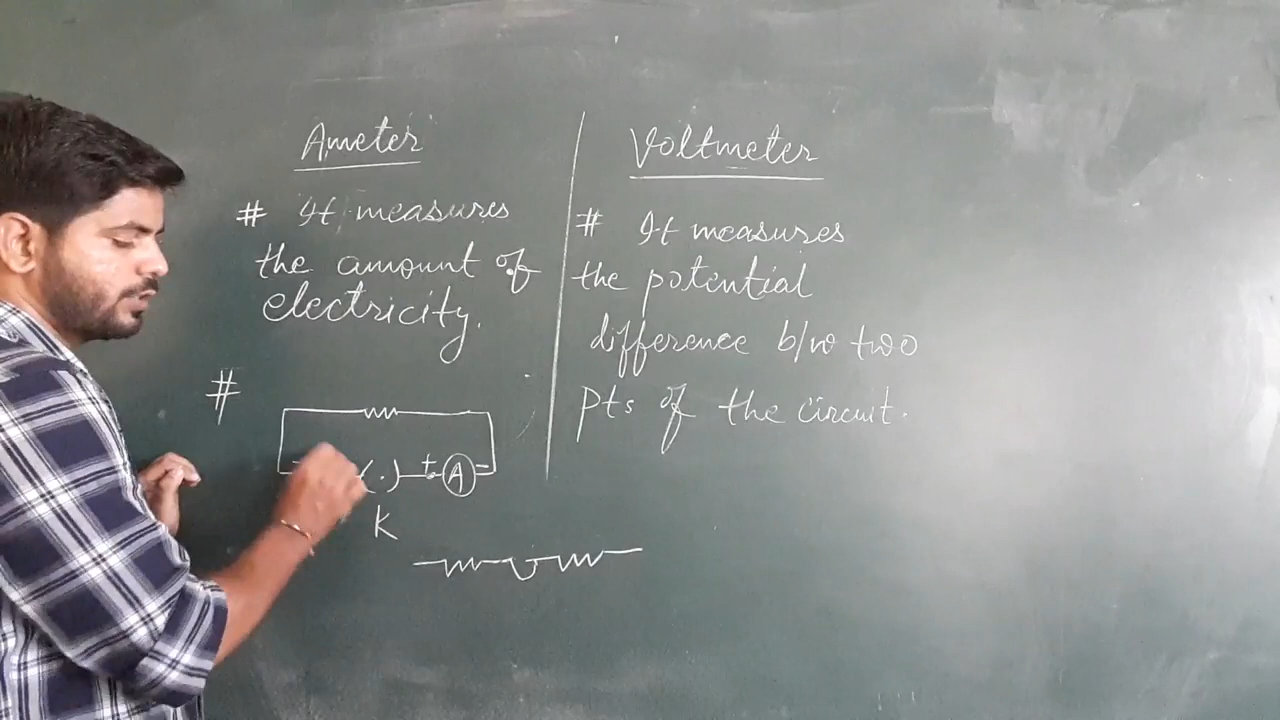 Ameter
# It measures
the amount of
electricity.
#
(.) + A -
K
Voltmeter
# It measures
the potential
difference b/w two
pts of the circuit.